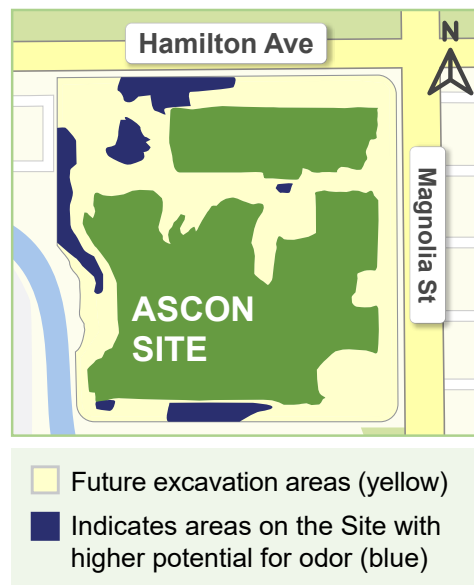 Hamilton Ave
N
Magnolia St
ASCON
SITE
Future excavation areas (yellow)
Indicates areas on the Site with
higher potential for odor (blue)